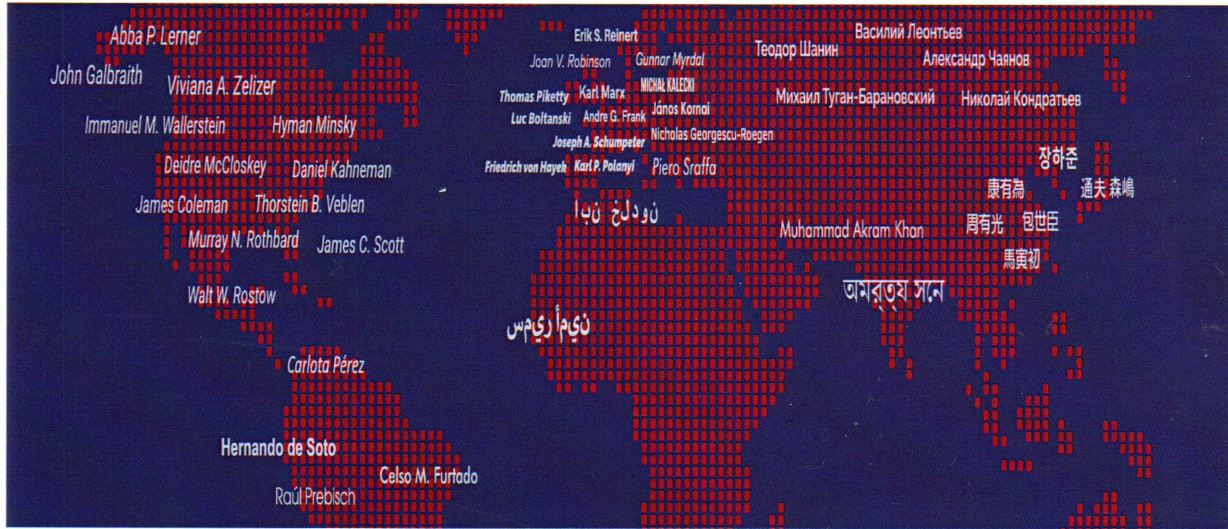 Abba P. Lerner
John Galbraith
Viviana A. Zelizer
Immanuel M. Wallerstein
Hyman Minsky
Deidre McCloskey
Daniel Kahneman
James Coleman
Thorstein B. Veblen
Murray N. Rothbard
James C. Scott
Walt W. Rostow
Carlota Pérez
Hernando de Soto
Celso M. Furtado
Raúl Prebisch
Erik S. Reinert
Joan V. Robinson
Gunnar Myrdal
MICHAŁ KALECKI
Thomas Piketty
Karl Marx
Luc Boltanski
Andre G. Frank
János Kornai
Joseph A. Schumpeter
Nicholas Georgescu-Roegen
Friedrich von Hayek
Karl P. Polanyi
Piero Sraffa
نودلخ نبا
نيمأ ريمس
Василий Леонтьев
Теодор Шанин
Александр Чаянов
Михаил Туган-Барановский
Николай Кондратьев
장하준
康有為
通夫 森嶋
周有光
包世臣
馬寅初
Muhammad Akram Khan
অমর্‌ত্‌য সনে